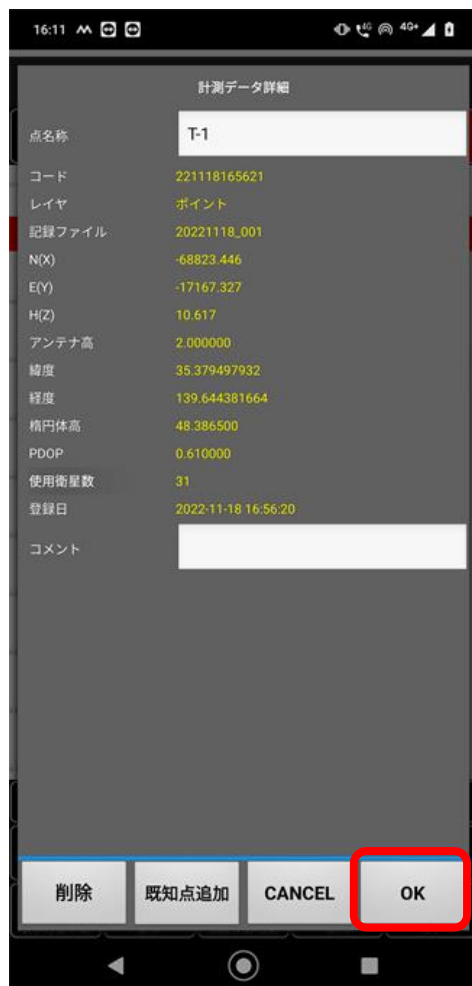 16:11 4G 4G+
計測データ詳細
点名称 T-1
コード 221118165621
レイヤ ポイント
記録ファイル 20221118_001
N(X) -68823.446
E(Y) -17167.327
H(Z) 10.617
アンテナ高 2.000000
緯度 35.379497932
経度 139.644381664
楕円体高 48.386500
PDOP 0.610000
使用衛星数 31
登録日 2022-11-18 16:56:20
コメント
削除 既知点追加 CANCEL OK